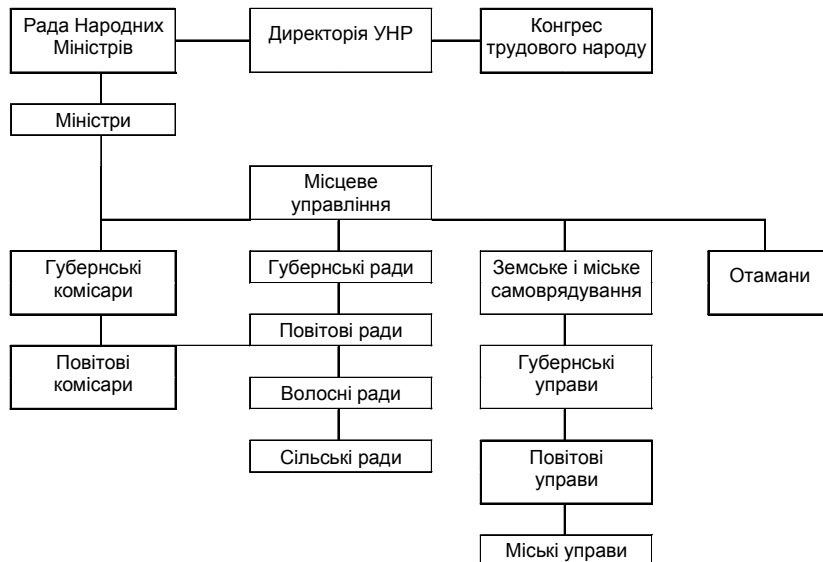 Рада Народних
Міністрів
Директорія УНР
Конгрес
трудового народу
Міністри
Місцеве
управління
Губернські
комісари
Губернські ради
Земське і міське
самоврядування
Отамани
Повітові
комісари
Повітові ради
Губернські
управи
Волосні ради
Сільські ради
Повітові
управи
Міські управи